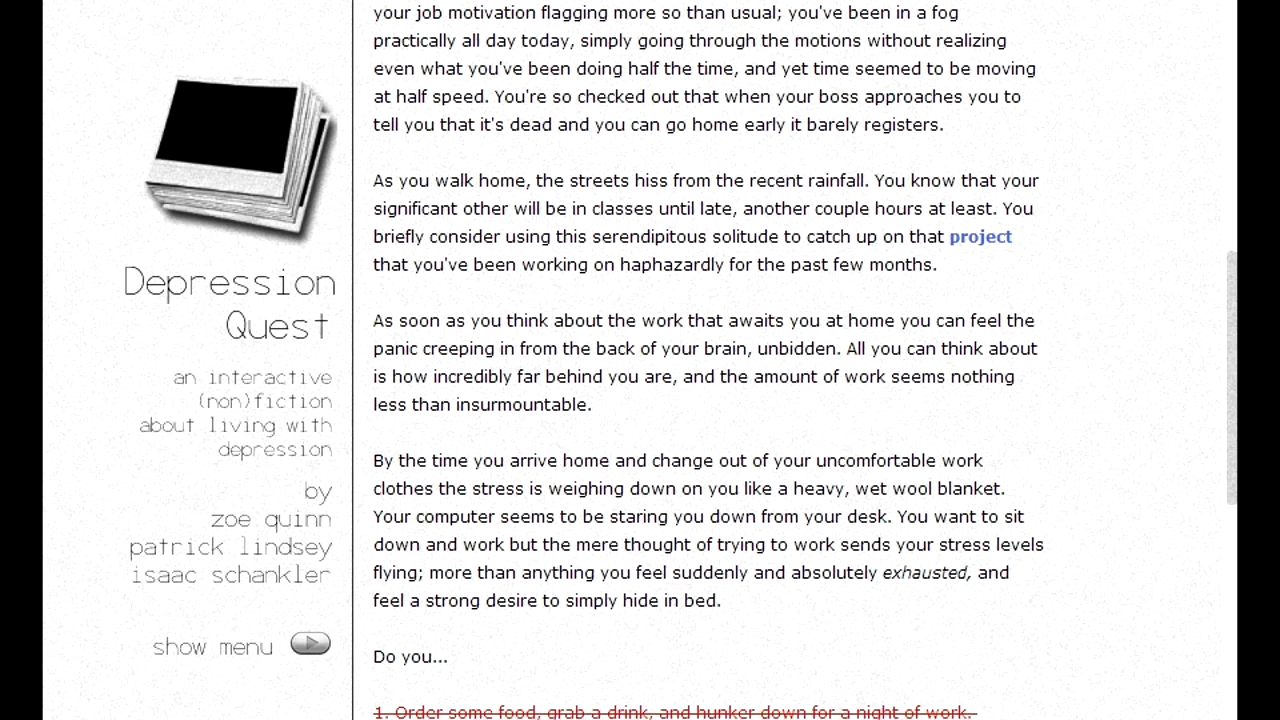 Depression
Quest
an interactive
(non)fiction
about living with
depression
by
zoe quinn
patrick lindsey
isaac schankler
show menu
your job motivation flagging more so than usual; you've been in a fog
practically all day today, simply going through the motions without realizing
even what you've been doing half the time, and yet time seemed to be moving
at half speed. You're so checked out that when your boss approaches you to
tell you that it's dead and you can go home early it barely registers.
As you walk home, the streets hiss from the recent rainfall. You know that your
significant other will be in classes until late, another couple hours at least. You
briefly consider using this serendipitous solitude to catch up on that project
that you've been working on haphazardly for the past few months.
As soon as you think about the work that awaits you at home you can feel the
panic creeping in from the back of your brain, unbidden. All you can think about
is how incredibly far behind you are, and the amount of work seems nothing
less than insurmountable.
By the time you arrive home and change out of your uncomfortable work
clothes the stress is weighing down on you like a heavy, wet wool blanket.
Your computer seems to be staring you down from your desk. You want to sit
down and work but the mere thought of trying to work sends your stress levels
flying; more than anything you feel suddenly and absolutely exhausted, and
feel a strong desire to simply hide in bed.
Do you...
1. Order some food, grab a drink, and hunker down for a night of work.